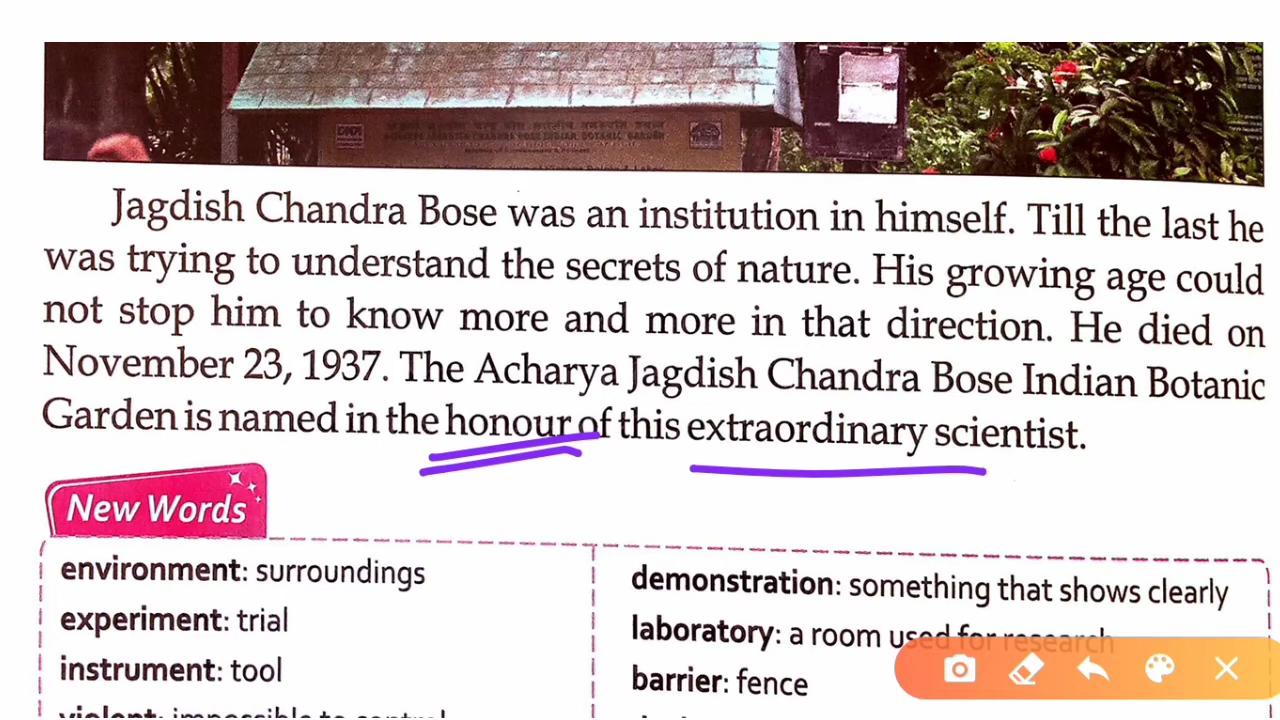 Jagdish Chandra Bose was an institution in himself. Till the last he
was trying to understand the secrets of nature. His growing age could
not stop him to know more and more in that direction. He died on
November 23, 1937. The Acharya Jagdish Chandra Bose Indian Botanic
Garden is named in the honour of this extraordinary scientist.
New Words
environment: surroundings
experiment: trial
instrument: tool
violent: impossible to control
demonstration: something that shows clearly
laboratory: a room used for research
barrier: fence